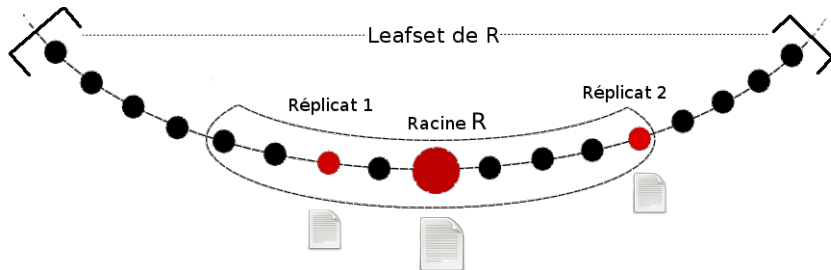 Leafset de R
Réplicat 1
Racine R
Réplicat 2